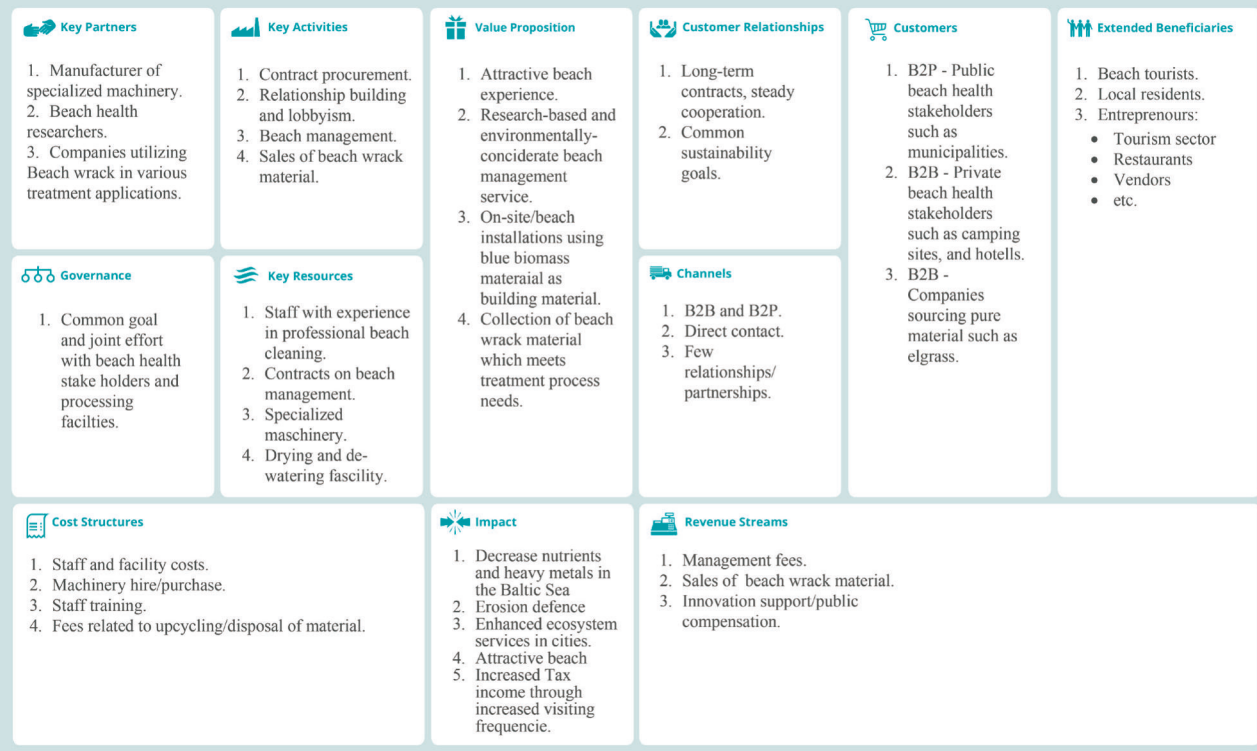 Key Partners
1. Manufacturer of
specialized machinery.
2. Beach health
researchers.
3. Companies utilizing
Beach wrack in various
treatment applications.
Key Activities
1. Contract procurement.
2. Relationship building
and lobbyism.
3. Beach management.
4. Sales of beach wrack
material.
Value Proposition
1. Attractive beach
experience.
2. Research-based and
environmentally-
conciderate beach
management
service.
3. On-site/beach
installations using
blue biomass
materaial as
building material.
4. Collection of beach
wrack material
which meets
treatment process
needs.
Customer Relationships
1. Long-term
contracts, steady
cooperation.
2. Common
sustainability
goals.
Customers
1. B2P - Public
beach health
stakeholders
such as
municipalities.
2. B2B - Private
beach health
stakeholders
such as camping
sites, and hotells.
3. B2B -
Companies
sourcing pure
material such as
elgrass.
Extended Beneficiaries
1. Beach tourists.
2. Local residents.
3. Entreprenours:
• Tourism sector
• Restaurants
• Vendors
• etc.
Governance
1. Common goal
and joint effort
with beach health
stake holders and
processing
facilties.
Key Resources
1. Staff with experience
in professional beach
cleaning.
2. Contracts on beach
management.
3. Specialized
maschinery.
4. Drying and de-
watering fascility.
Channels
1. B2B and B2P.
2. Direct contact.
3. Few
relationships/
partnerships.
Cost Structures
1. Staff and facility costs.
2. Machinery hire/purchase.
3. Staff training.
4. Fees related to upcycling/disposal of material.
Impact
1. Decrease nutrients
and heavy metals in
the Baltic Sea
2. Erosion defence
3. Enhanced ecosystem
services in cities.
4. Attractive beach
5. Increased Tax
income through
increased visiting
frequencie.
Revenue Streams
1. Management fees.
2. Sales of beach wrack material.
3. Innovation support/public
compensation.